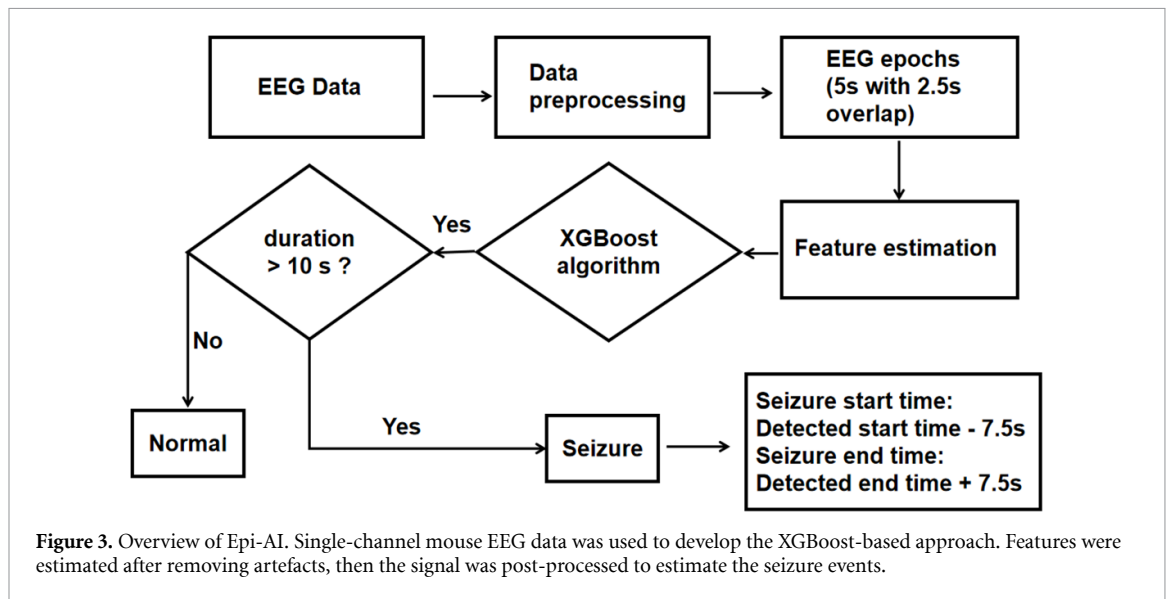 EEG Data
Data
preprocessing
EEG epochs
(5s with 2.5s
overlap)
Feature estimation
XGBoost
algorithm
Yes
duration
> 10 s ?
No
Normal
Yes
Seizure
Seizure start time:
Detected start time - 7.5s
Seizure end time:
Detected end time + 7.5s
Figure 3. Overview of Epi-AI. Single-channel mouse EEG data was used to develop the XGBoost-based approach. Features were
estimated after removing artefacts, then the signal was post-processed to estimate the seizure events.